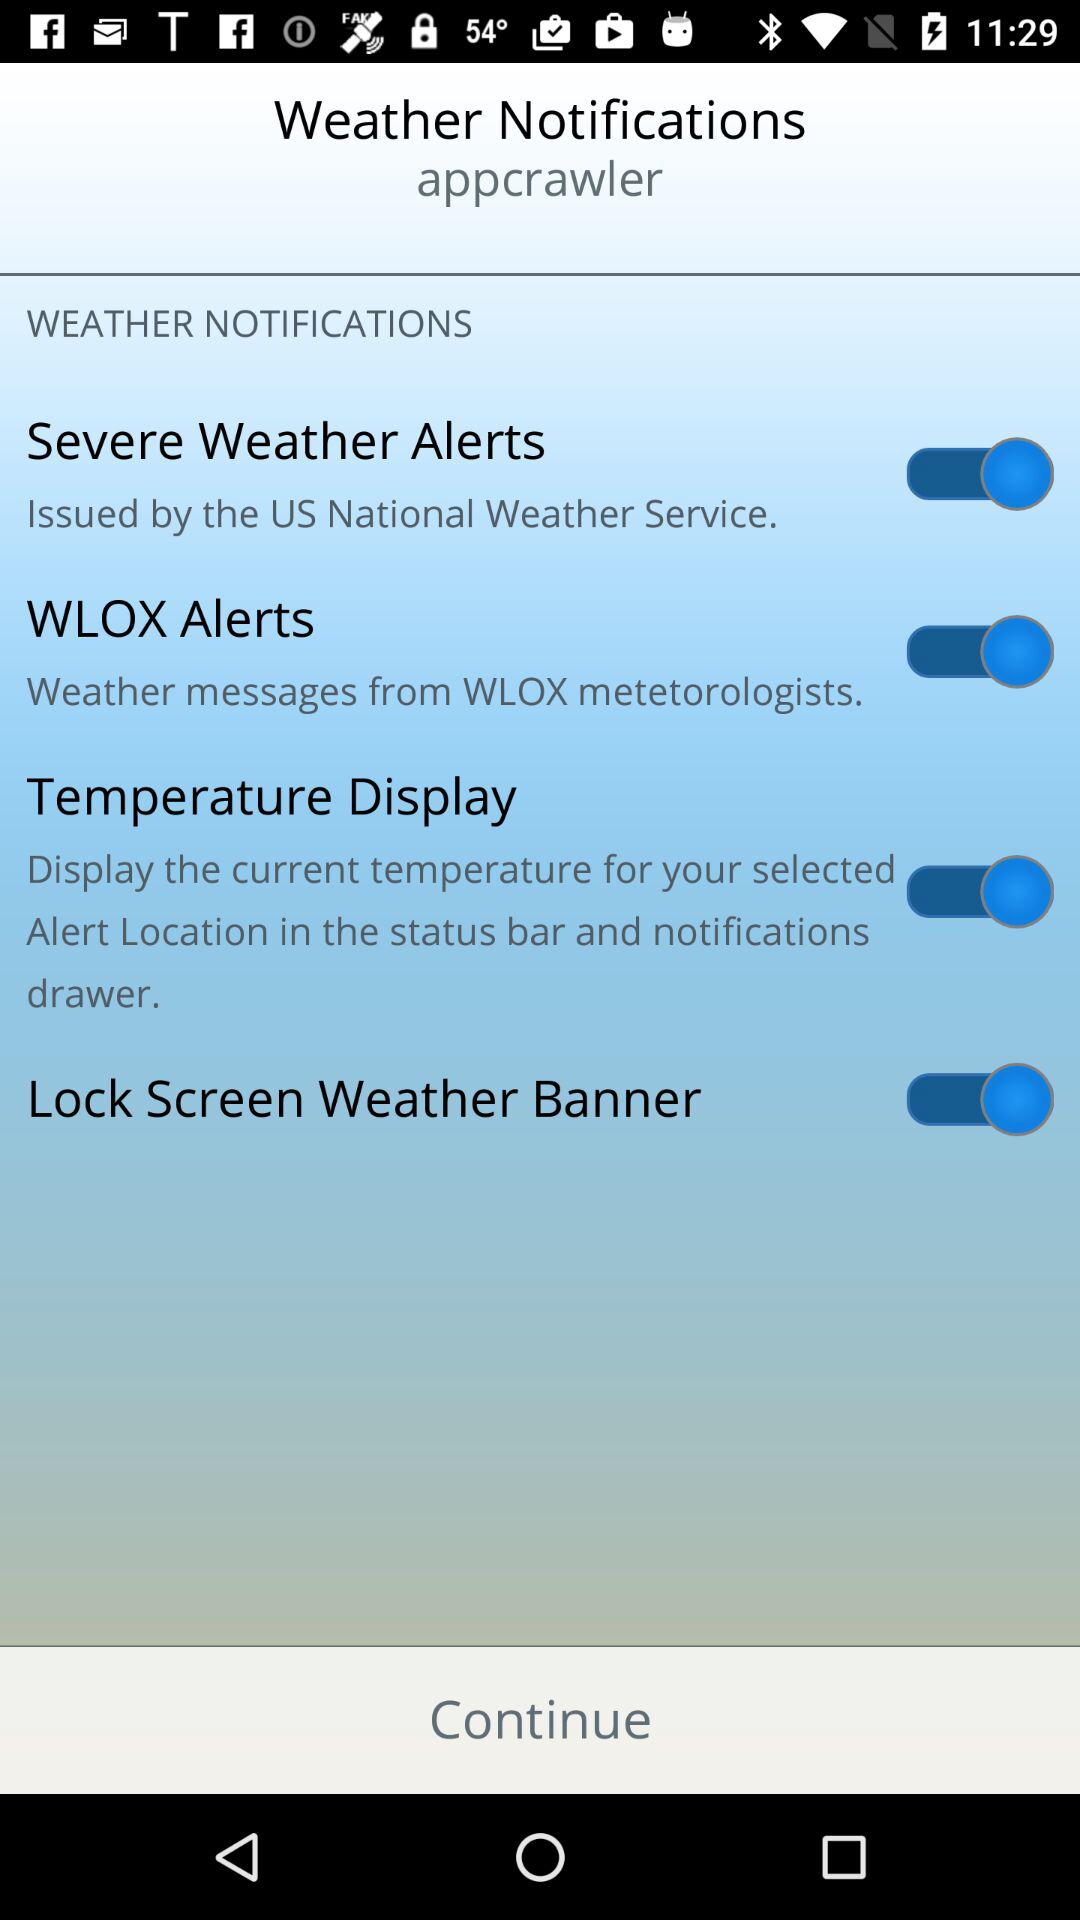 FAKE 54° 11:29
Weather Notifications
appcrawler
WEATHER NOTIFICATIONS
Severe Weather Alerts
Issued by the US National Weather Service.
WLOX Alerts
Weather messages from WLOX metetorologists.
Temperature Display
Display the current temperature for your selected
Alert Location in the status bar and notifications
drawer.
Lock Screen Weather Banner
Continue